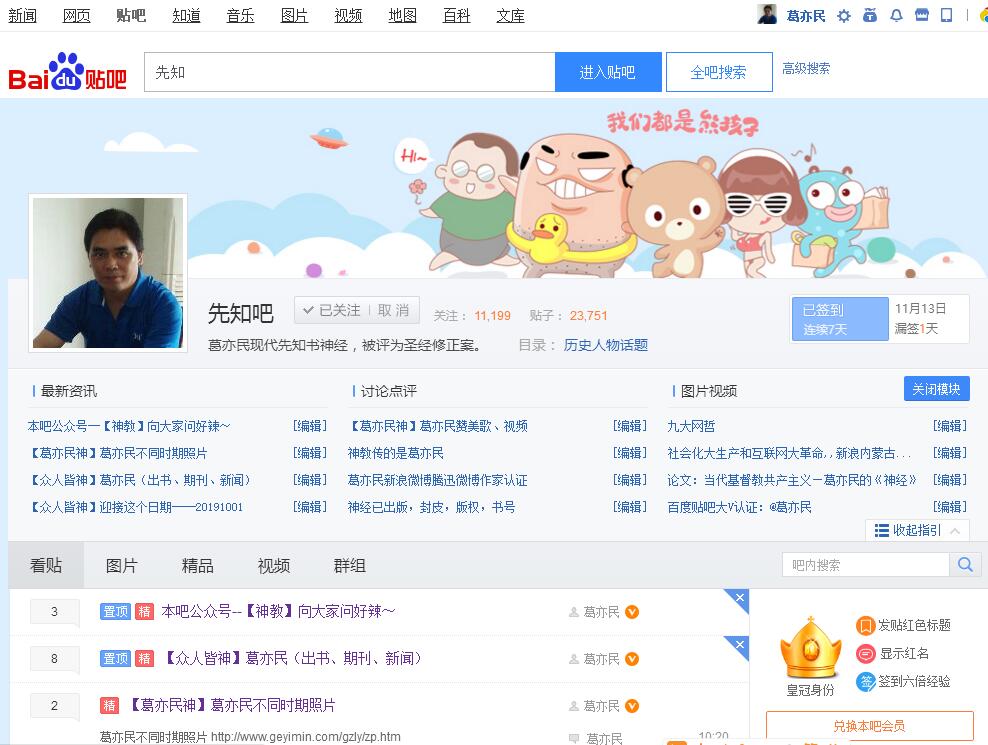 新闻 网页 贴吧 知道 音乐 图片 视频 地图 百科 文库 葛亦民
Bai du 贴吧 先知 进入贴吧 全吧搜索 高级搜索
我们都是熊孩子
Hi~
先知吧 已关注 取消 关注： 11,199 贴子： 23,751
葛亦民现代先知书神经，被评为圣经修正案。 目录： 历史人物话题
已签到 连续7天
11月13日 漏签1天
最新资讯 讨论点评 图片视频 关闭模块
本吧公众号—【神教】向大家问好辣~ [编辑] 【葛亦民神】葛亦民赞美歌、视频 [编辑] 九大网哲 [编辑]
【葛亦民神】葛亦民不同时期照片 [编辑] 神教传的是葛亦民 [编辑] 社会化大生产和互联网大革命,,新浪内蒙古... [编辑]
【众人皆神】葛亦民（出书、期刊、新闻） [编辑] 葛亦民新浪微博腾迅微博作家认证 [编辑] 论文：当代基督教共产主义—葛亦民的《神经》 [编辑]
【众人皆神】迎接这个日期——20191001 [编辑] 神经已出版，封皮，版权，书号 [编辑] 百度贴吧大V认证：@葛亦民 [编辑]
收起指引
看贴 图片 精品 视频 群组 吧内搜索
3 置顶 精 本吧公众号--【神教】向大家问好辣~ 葛亦民
8 置顶 精 【众人皆神】葛亦民（出书、期刊、新闻） 葛亦民
2 精 【葛亦民神】葛亦民不同时期照片 葛亦民
葛亦民不同时期照片 http://www.geyimin.com/gzly/zp.htm 葛亦民 10:20
皇冠身份
发贴红色标题
显示红名
签 签到六倍经验
兑换本吧会员